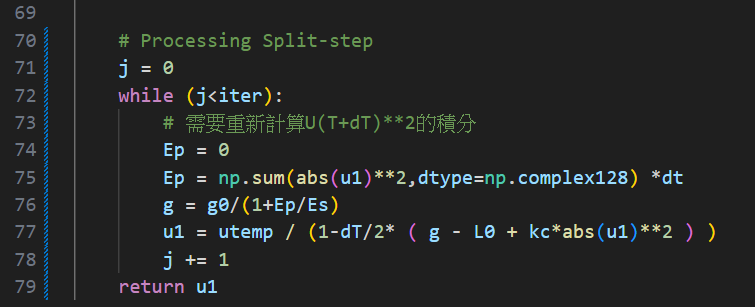 69
70 # Processing Split-step
71 j = 0
72 while (j<iter):
73 # 需要重新計算U(T+dT)**2的積分
74 Ep = 0
75 Ep = np.sum(abs(u1)**2,dtype=np.complex128) *dt
76 g = g0/(1+Ep/Es)
77 u1 = utemp / (1-dT/2* ( g - L0 + kc*abs(u1)**2 ) )
78 j += 1
79 return u1